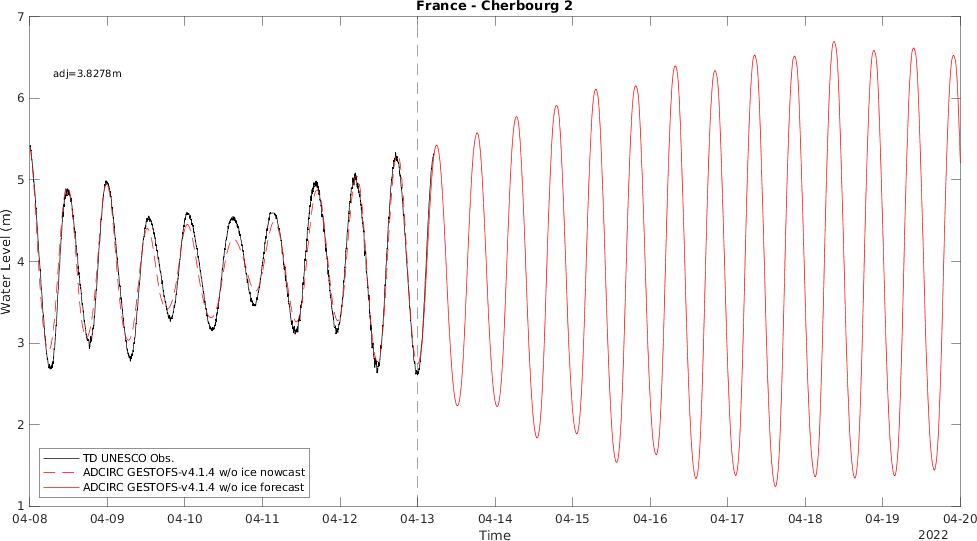 France - Cherbourg 2
adj=3.8278m
7
6
5
4
3
2
1
Water Level (m)
TD UNESCO Obs.
ADCIRC GESTOFS-v4.1.4 w/o ice nowcast
ADCIRC GESTOFS-v4.1.4 w/o ice forecast
04-08 04-09 04-10 04-11 04-12 04-13 04-14 04-15 04-16 04-17 04-18 04-19 04-20
Time
2022